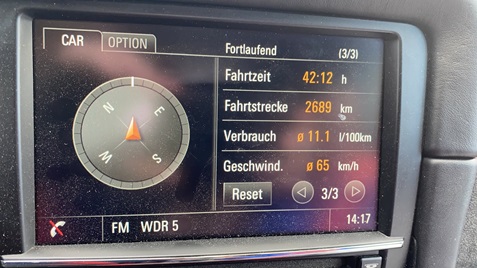 CAR OPTION
Fortlaufend (3/3)
Fahrtzeit 42:12 h
Fahrtstrecke 2689 km
Verbrauch ø 11.1 l/100km
Geschwind. ø 65 km/h
Reset 3/3
N E S W
FM WDR 5 14:17